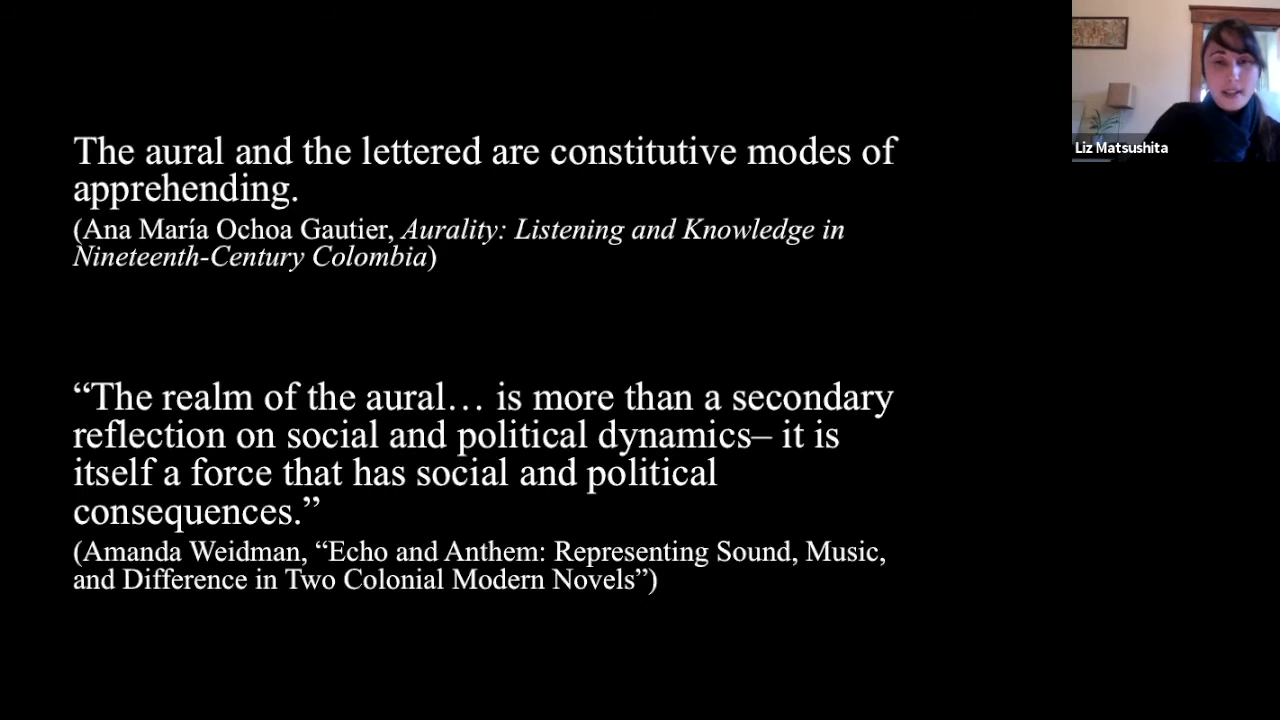 The aural and the lettered are constitutive modes of
apprehending.
(Ana María Ochoa Gautier, Aurality: Listening and Knowledge in
Nineteenth-Century Colombia)
“The realm of the aural… is more than a secondary
reflection on social and political dynamics– it is
itself a force that has social and political
consequences.”
(Amanda Weidman, “Echo and Anthem: Representing Sound, Music,
and Difference in Two Colonial Modern Novels”)
Liz Matsushita